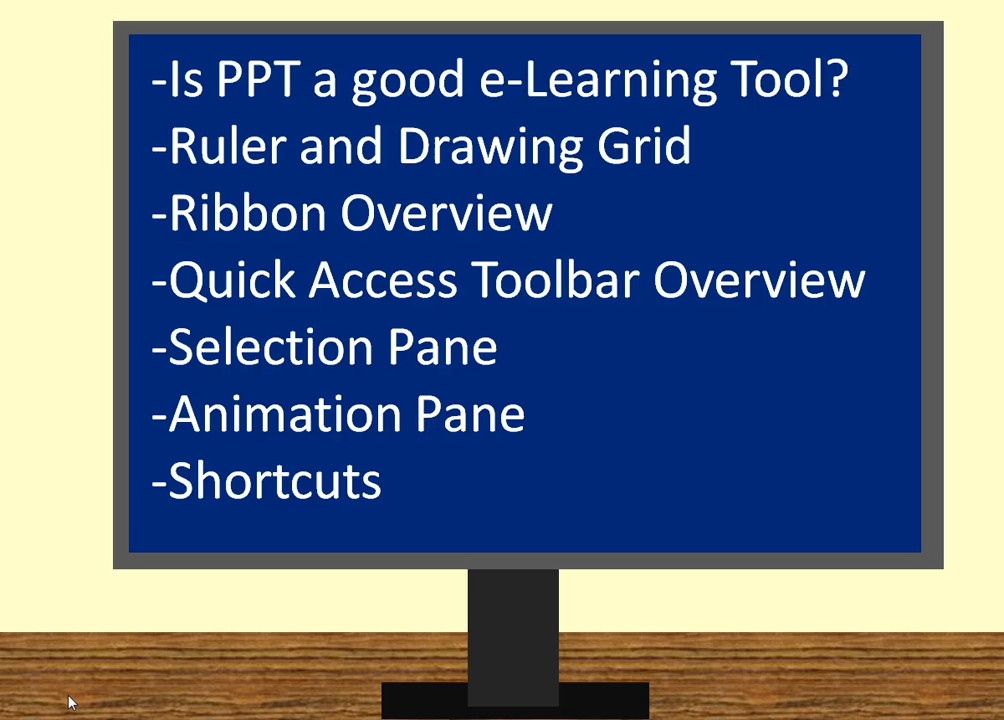 -Is PPT a good e-Learning Tool?
-Ruler and Drawing Grid
-Ribbon Overview
-Quick Access Toolbar Overview
-Selection Pane
-Animation Pane
-Shortcuts